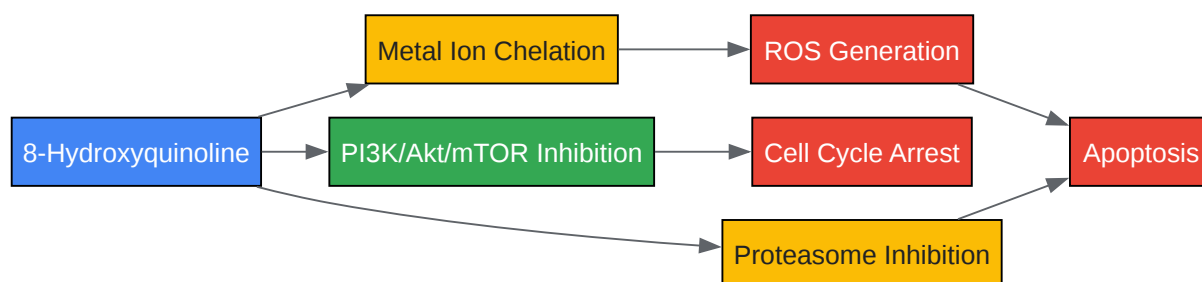 Metal Ion Chelation
ROS Generation
8-Hydroxyquinoline
PI3K/Akt/mTOR Inhibition
Cell Cycle Arrest
Apoptosis
Proteasome Inhibition